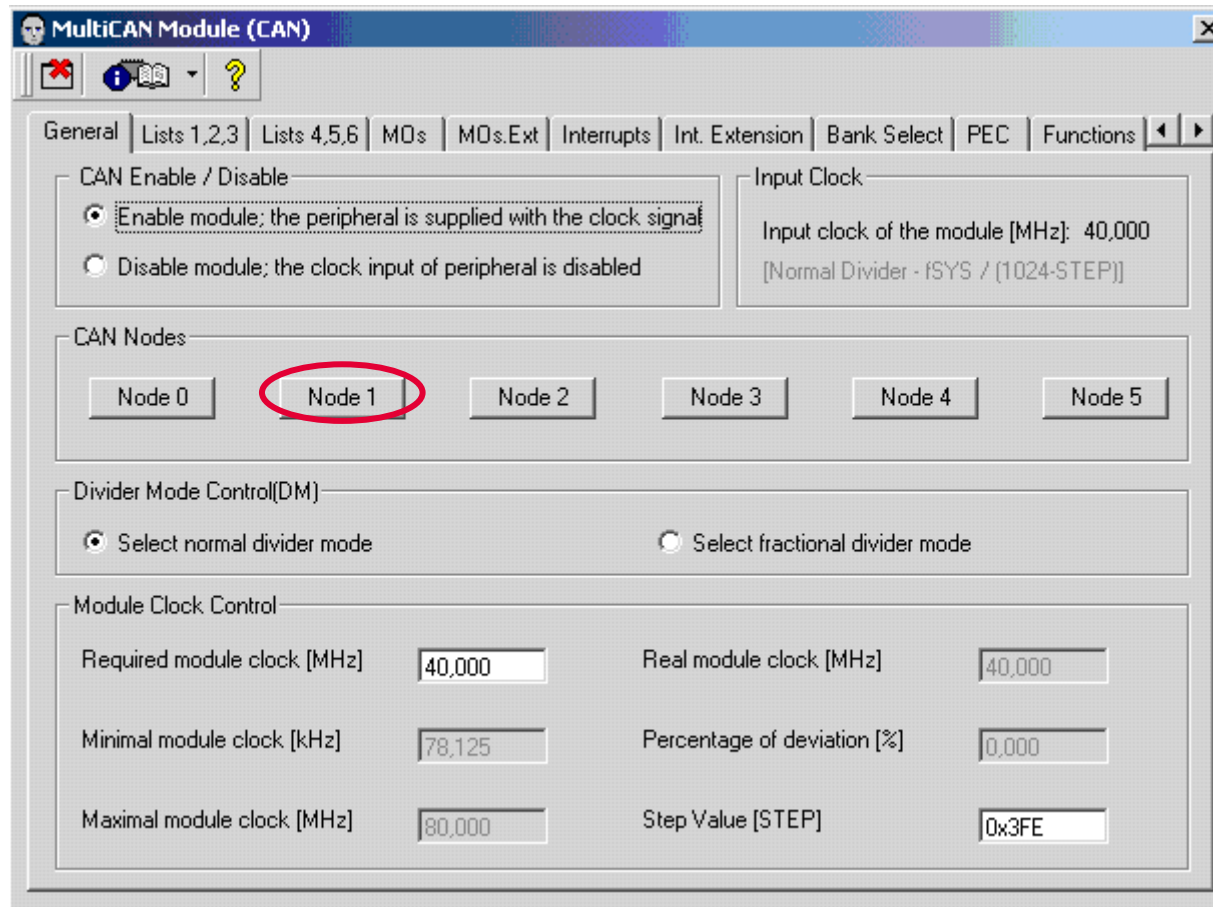 MultiCAN Module (CAN)
General Lists 1,2,3 Lists 4,5,6 MOs MOs.Ext Interrupts Int. Extension Bank Select PEC Functions
CAN Enable / Disable
Enable module; the peripheral is supplied with the clock signal
Disable module; the clock input of peripheral is disabled
Input Clock
Input clock of the module [MHz]: 40,000
[Normal Divider - fSYS / (1024-STEP)]
CAN Nodes
Node 0 Node 1 Node 2 Node 3 Node 4 Node 5
Divider Mode Control(DM)
Select normal divider mode Select fractional divider mode
Module Clock Control
Required module clock [MHz] 40,000 Real module clock [MHz] 40,000
Minimal module clock [kHz] 78,125 Percentage of deviation [%] 0,000
Maximal module clock [MHz] 80,000 Step Value [STEP] 0x3FE